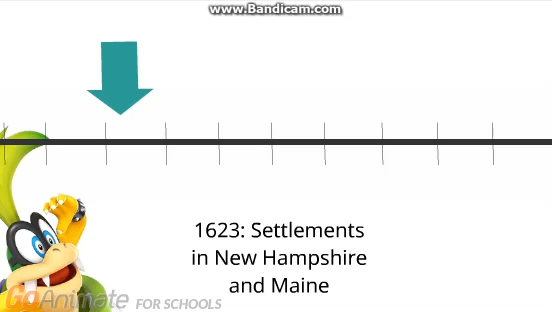 www.Bandicam.com
1623: Settlements
in New Hampshire
and Maine
GoAnimate FOR SCHOOLS